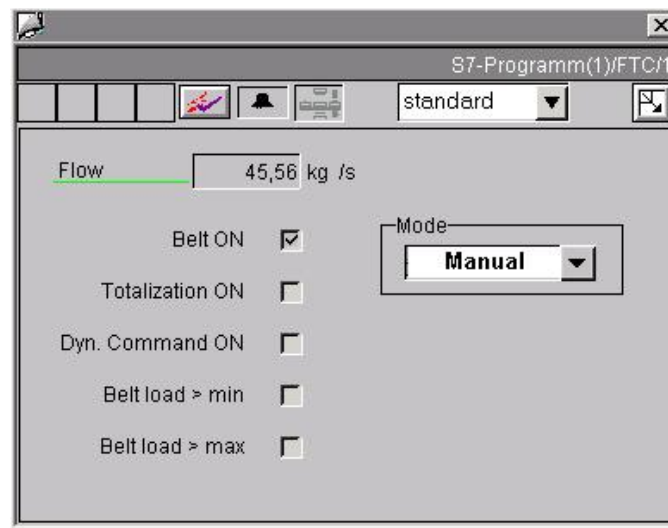 S7-Programm(1)/FTC/1
standard
Flow 45,56 kg /s
Belt ON
Mode
Manual
Totalization ON
Dyn. Command ON
Belt load > min
Belt load > max